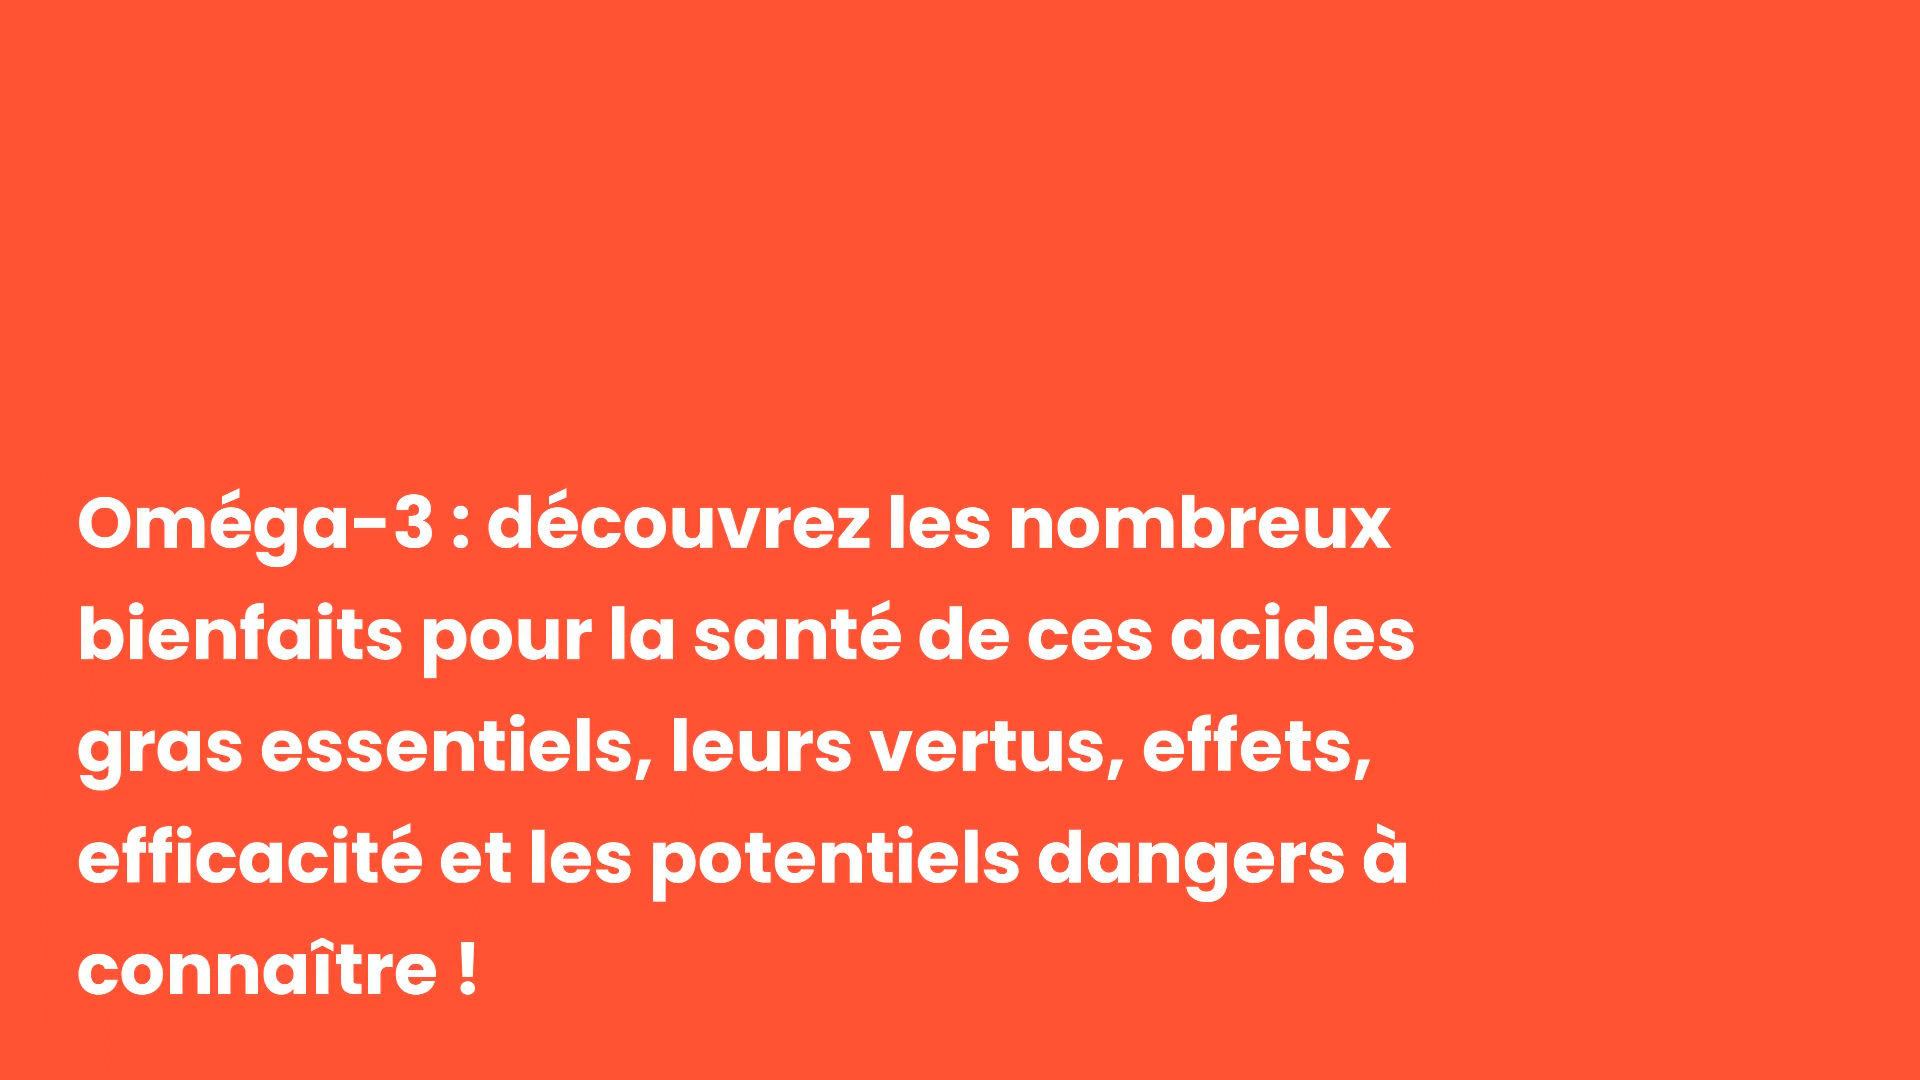 Oméga-3 : découvrez les nombreux
bienfaits pour la santé de ces acides
gras essentiels, leurs vertus, effets,
efficacité et les potentiels dangers à
connaître !